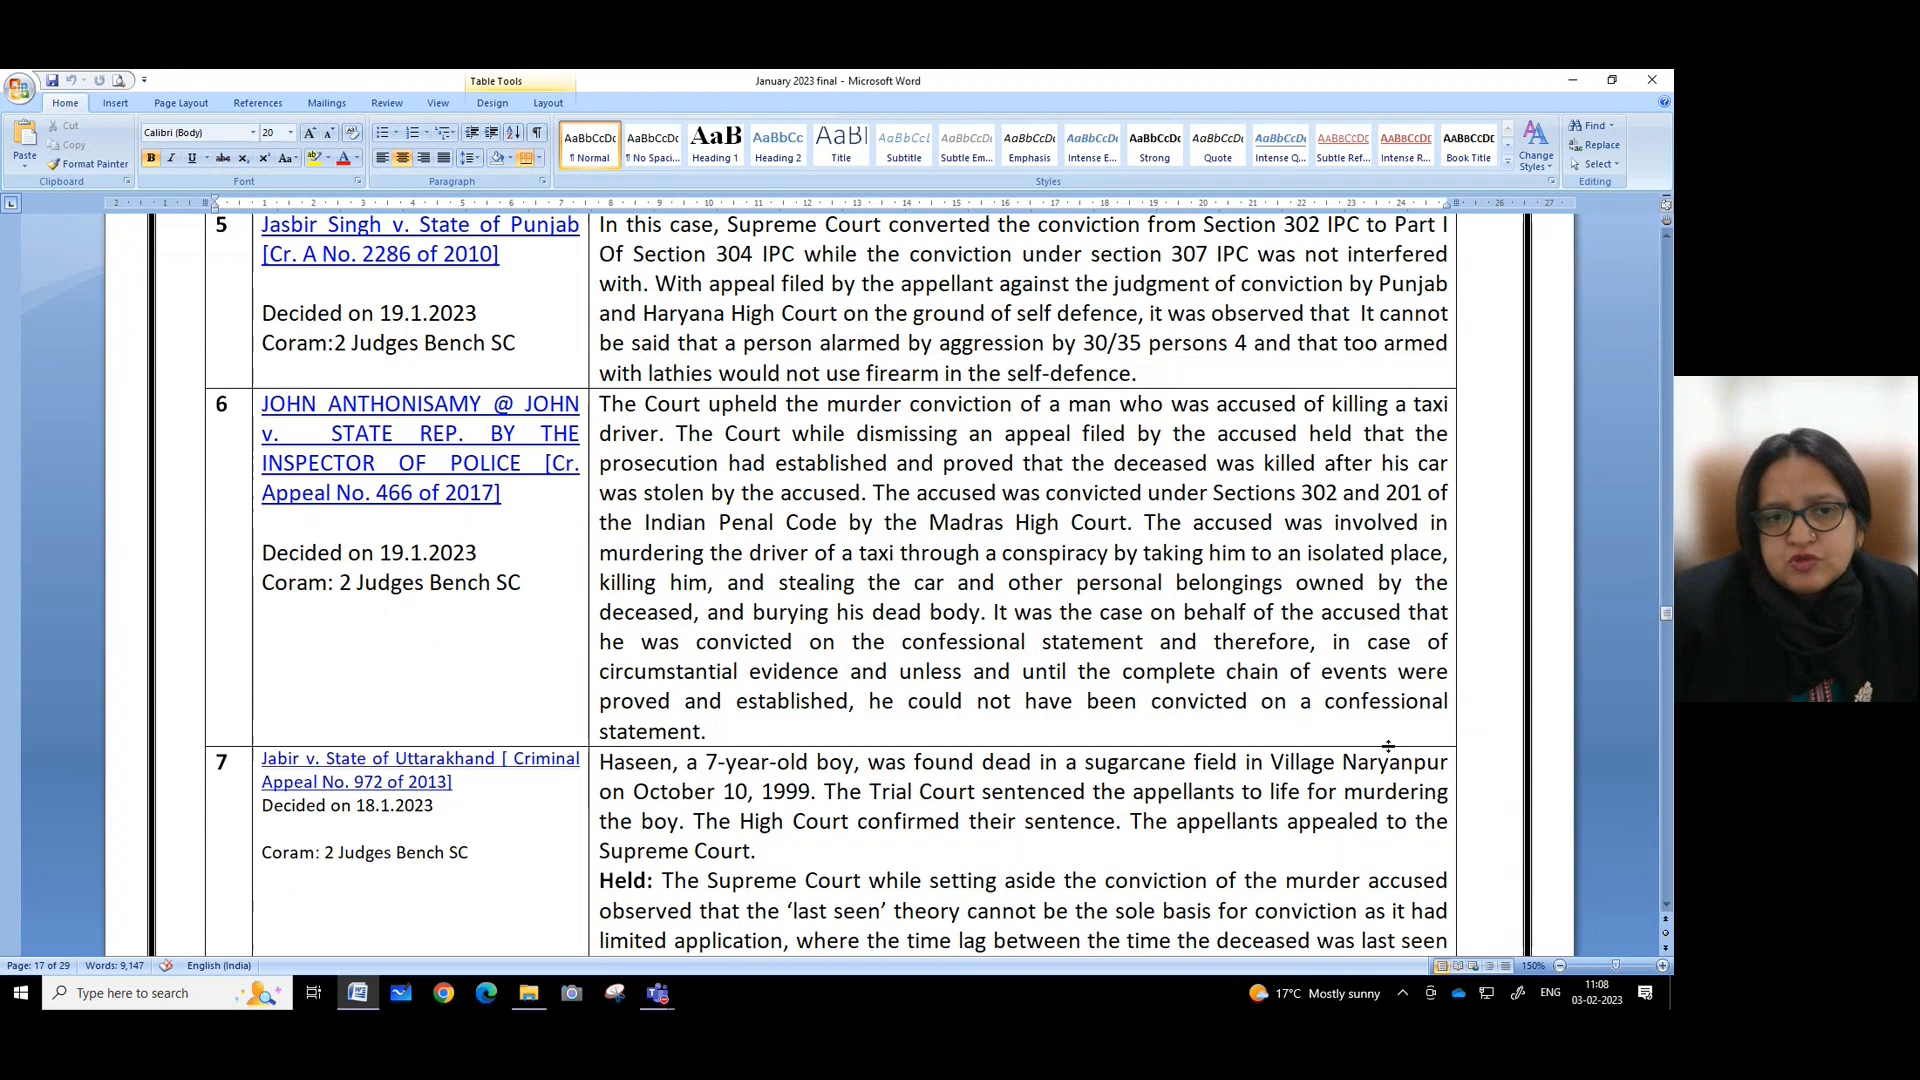 Table Tools
January 2023 final - Microsoft Word
Home Insert Page Layout References Mailings Review View Design Layout
Paste
Cut
Copy
Format Painter
Clipboard
Calibri (Body) 20
Font
Paragraph
AaBbCcDc AaBbCcDc AaB AaBbCc AaBl AaBbCcl AaBbCcDc AaBbCcDc AaBbCcDc AaBbCcDc AaBbCcDc AaBbCcDc AABBCCDE AABBCCDE AABBCCDE
¶ Normal ¶ No Spaci... Heading 1 Heading 2 Title Subtitle Subtle Em... Emphasis Intense E... Strong Quote Intense Q... Subtle Ref... Intense R... Book Title
Change Styles
Styles
Find
Replace
Select
Editing
5
Jasbir Singh v. State of Punjab
[Cr. A No. 2286 of 2010]
Decided on 19.1.2023
Coram:2 Judges Bench SC
In this case, Supreme Court converted the conviction from Section 302 IPC to Part I
Of Section 304 IPC while the conviction under section 307 IPC was not interfered
with. With appeal filed by the appellant against the judgment of conviction by Punjab
and Haryana High Court on the ground of self defence, it was observed that It cannot
be said that a person alarmed by aggression by 30/35 persons 4 and that too armed
with lathies would not use firearm in the self-defence.
6
JOHN ANTHONISAMY @ JOHN
v. STATE REP. BY THE
INSPECTOR OF POLICE [Cr.
Appeal No. 466 of 2017]
Decided on 19.1.2023
Coram: 2 Judges Bench SC
The Court upheld the murder conviction of a man who was accused of killing a taxi
driver. The Court while dismissing an appeal filed by the accused held that the
prosecution had established and proved that the deceased was killed after his car
was stolen by the accused. The accused was convicted under Sections 302 and 201 of
the Indian Penal Code by the Madras High Court. The accused was involved in
murdering the driver of a taxi through a conspiracy by taking him to an isolated place,
killing him, and stealing the car and other personal belongings owned by the
deceased, and burying his dead body. It was the case on behalf of the accused that
he was convicted on the confessional statement and therefore, in case of
circumstantial evidence and unless and until the complete chain of events were
proved and established, he could not have been convicted on a confessional
statement.
7
Jabir v. State of Uttarakhand [ Criminal
Appeal No. 972 of 2013]
Decided on 18.1.2023
Coram: 2 Judges Bench SC
Haseen, a 7-year-old boy, was found dead in a sugarcane field in Village Naryanpur
on October 10, 1999. The Trial Court sentenced the appellants to life for murdering
the boy. The High Court confirmed their sentence. The appellants appealed to the
Supreme Court.
Held: The Supreme Court while setting aside the conviction of the murder accused
observed that the ‘last seen’ theory cannot be the sole basis for conviction as it had
limited application, where the time lag between the time the deceased was last seen
Page: 17 of 29 Words: 9,147 English (India) 150%
Type here to search
17°C Mostly sunny ENG 11:08
03-02-2023